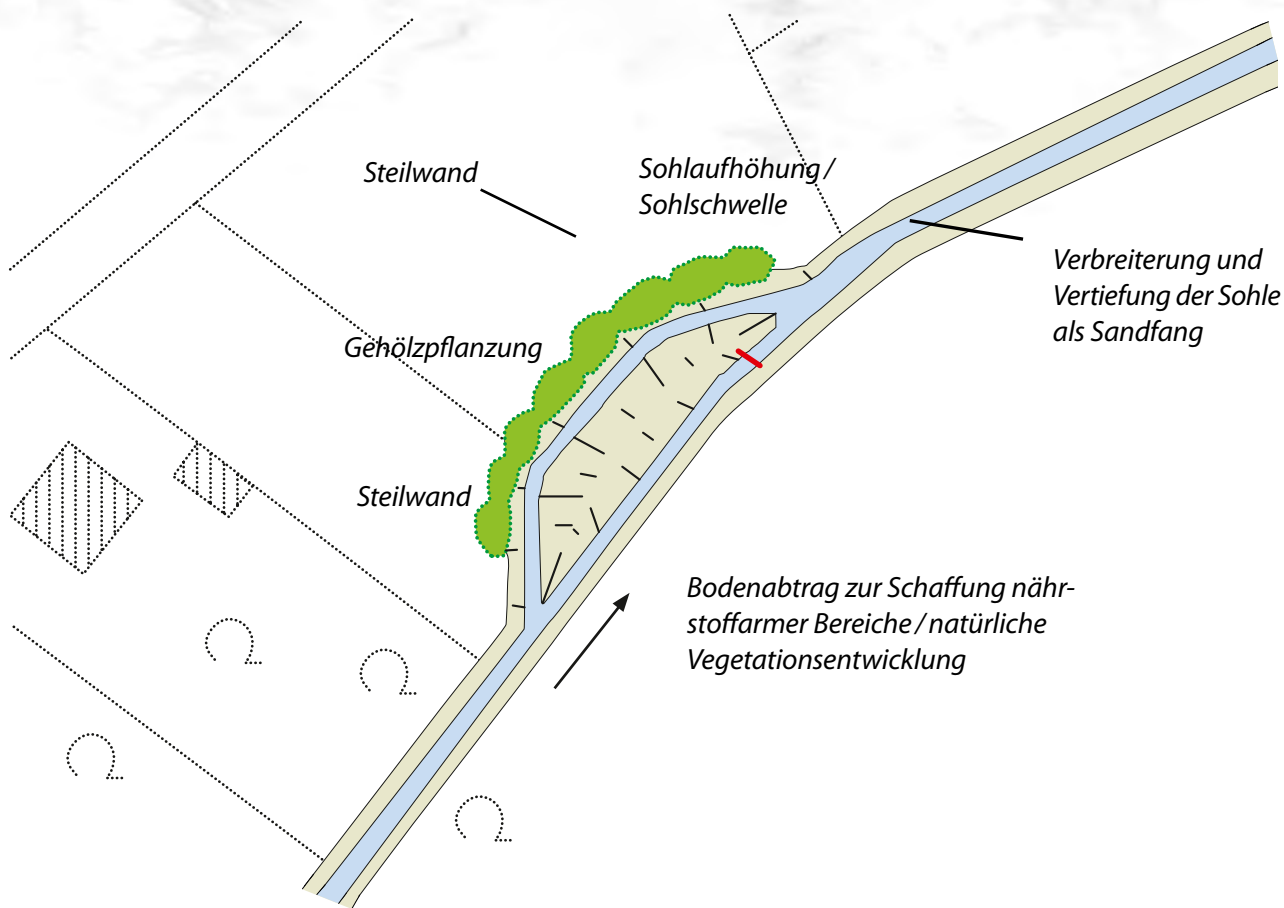 Steilwand
Sohlaufhöhung /
Sohlschwelle
Verbreiterung und
Vertiefung der Sohle
als Sandfang
Gehölzpflanzung
Steilwand
Bodenabtrag zur Schaffung nähr-
stoffarmer Bereiche / natürliche
Vegetationsentwicklung